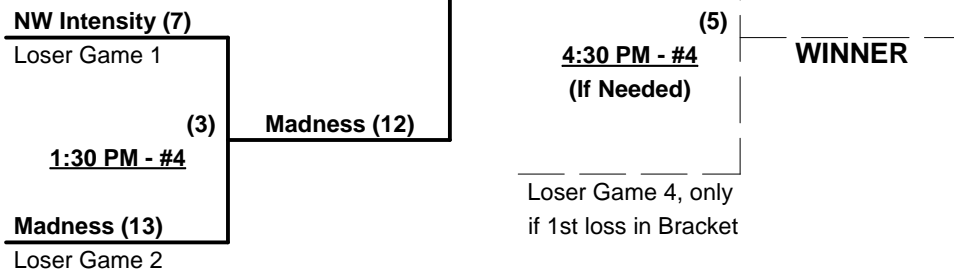 NW Intensity (7)
Loser Game 1
(3)
1:30 PM - #4
Madness (12)
Madness (13)
Loser Game 2
(5)
4:30 PM - #4
(If Needed)
WINNER
Loser Game 4, only
if 1st loss in Bracket